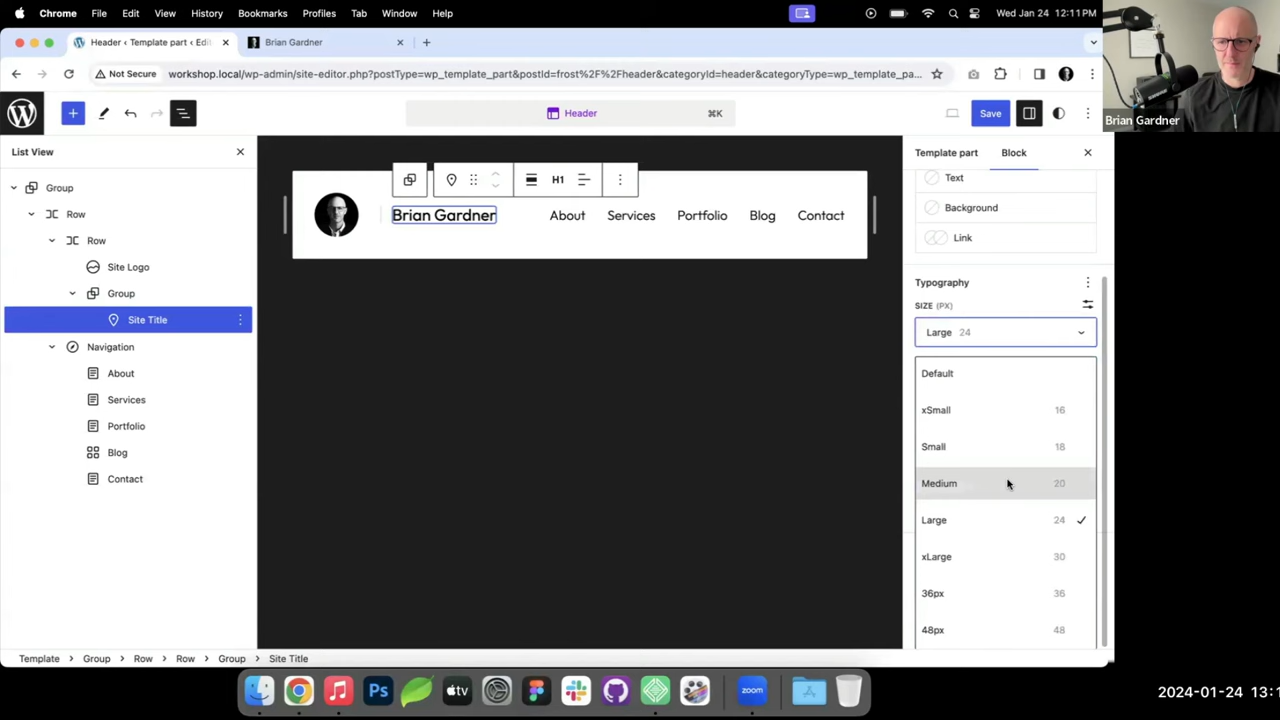 Chrome File Edit View History Bookmarks Profiles Tab Window Help
Wed Jan 24 12:11 PM
Header ‹ Template part ‹ Edit
Brian Gardner
Not Secure
workshop.local/wp-admin/site-editor.php?postType=wp_template_part&postId=frost%2F%2Fheader&categoryId=header&categoryType=wp_template_pa...
Brian Gardner
Header
⌘K
Save
List View
Template part
Block
Group
Row
Row
Site Logo
Group
Site Title
Navigation
About
Services
Portfolio
Blog
Contact
H1
Brian Gardner
About
Services
Portfolio
Blog
Contact
Text
Background
Link
Typography
SIZE (PX)
Large 24
Default
xSmall 16
Small 18
Medium 20
Large 24
xLarge 30
36px 36
48px 48
Template > Group > Row > Row > Group > Site Title
Ps
tv
zoom
2024-01-24 13:1